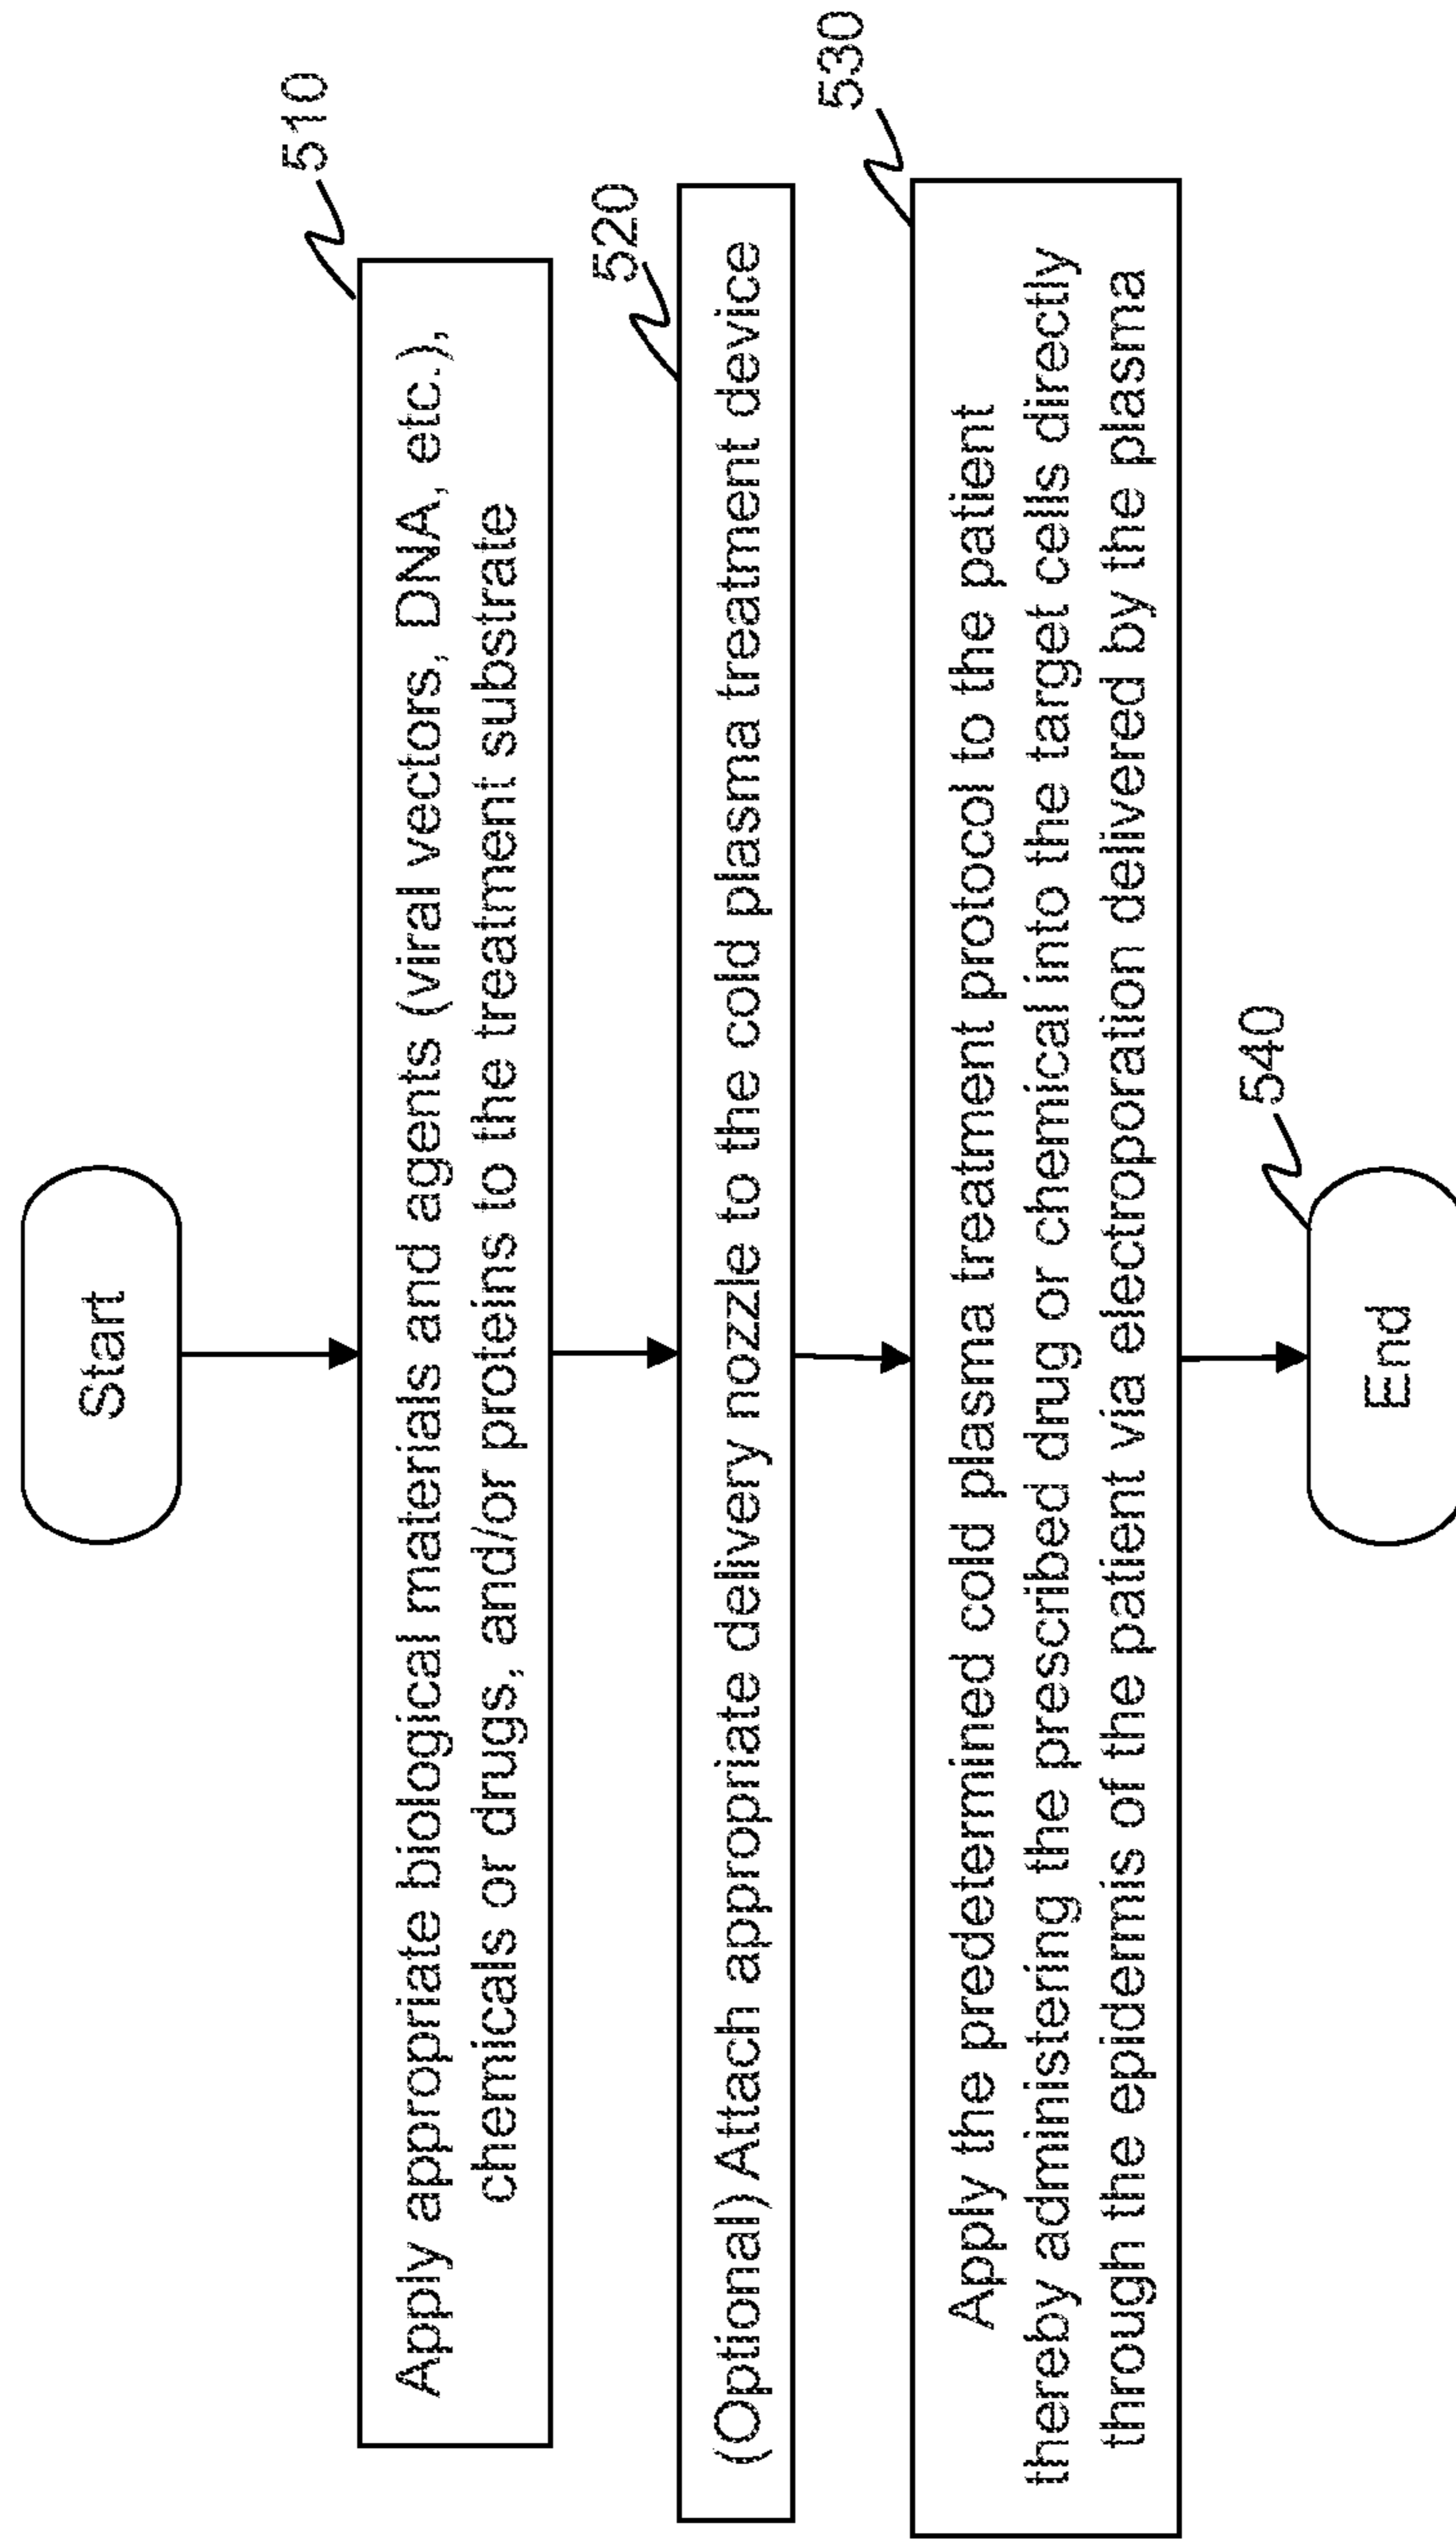 Start
510
Apply appropriate biological materials and agents (viral vectors, DNA, etc.),
chemicals or drugs, and/or proteins to the treatment substrate
520
(Optional) Attach appropriate delivery nozzle to the cold plasma treatment device
530
Apply the predetermined cold plasma treatment protocol to the patient
thereby administering the prescribed drug or chemical into the target cells directly
through the epidermis of the patient via electroporation delivered by the plasma
540
End